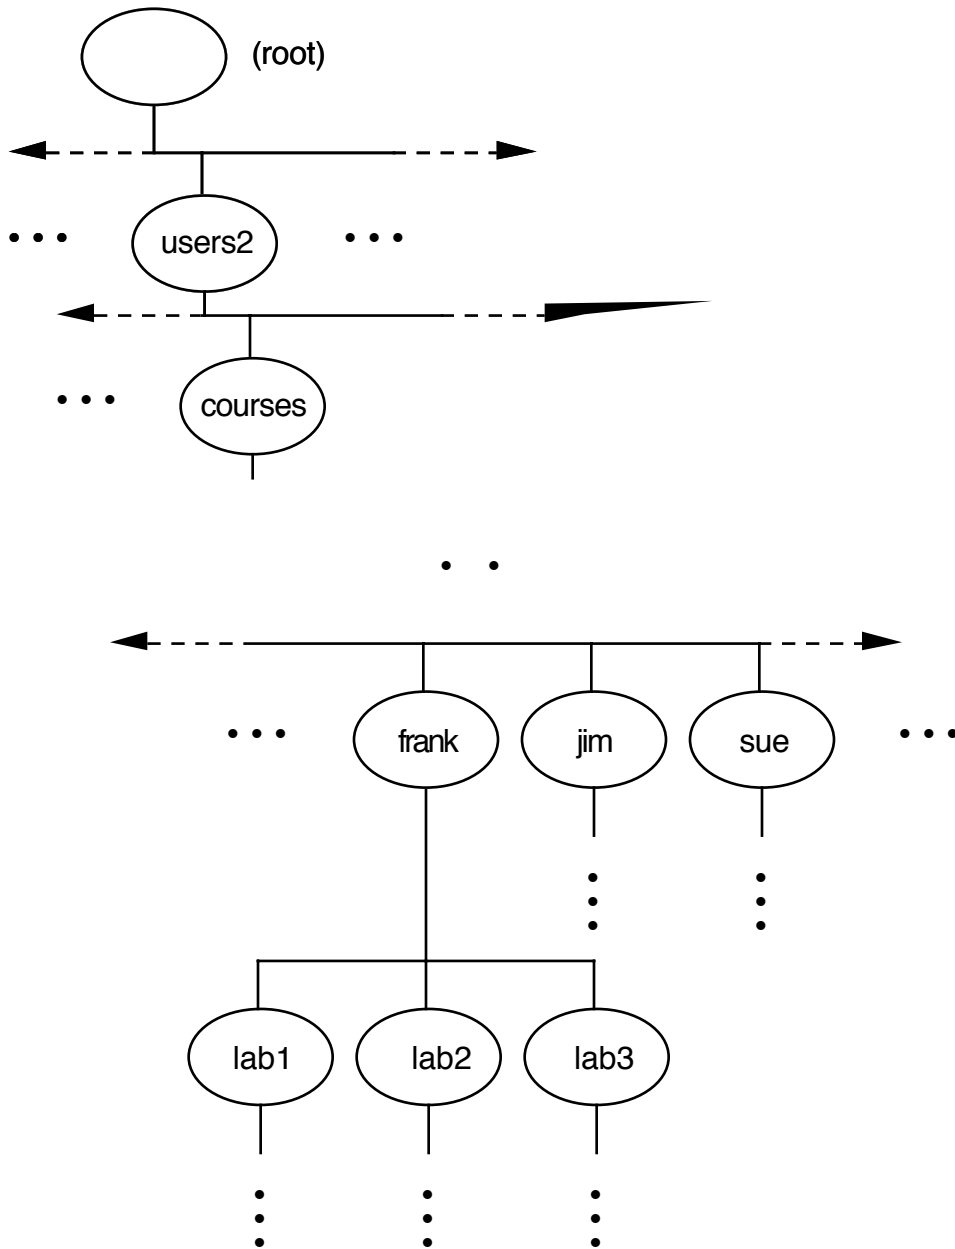 (root)
users2
courses
frank
jim
sue
lab1
lab2
lab3